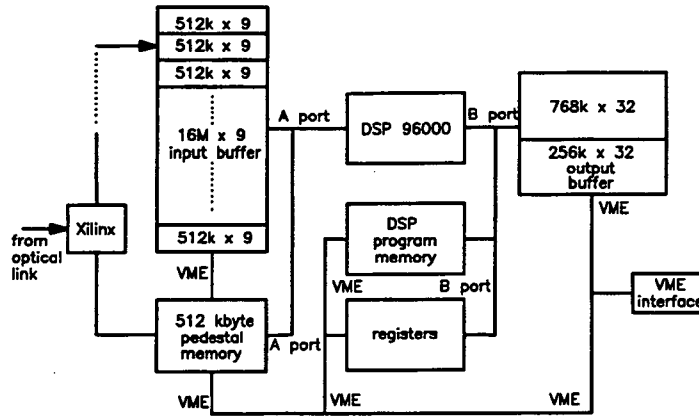 512k x 9
512k x 9
512k x 9
16M x 9
input buffer
512k x 9
A port
DSP 96000
B port
768k x 32
256k x 32
output
buffer
VME
Xilinx
from
optical
link
VME
DSP
program
memory
VME
B port
VME
interface
512 kbyte
pedestal
memory
A port
registers
VME
VME
VME